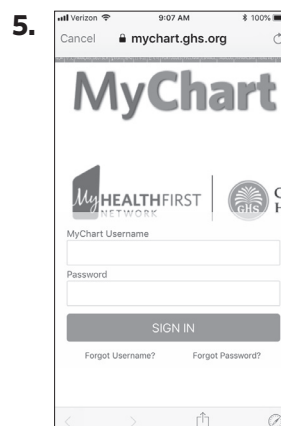 5.
Verizon 9:07 AM 100%
Cancel mychart.ghs.org
MyChart
My HEALTHFIRST
NETWORK
GHS
MyChart Username
Password
SIGN IN
Forgot Username? Forgot Password?